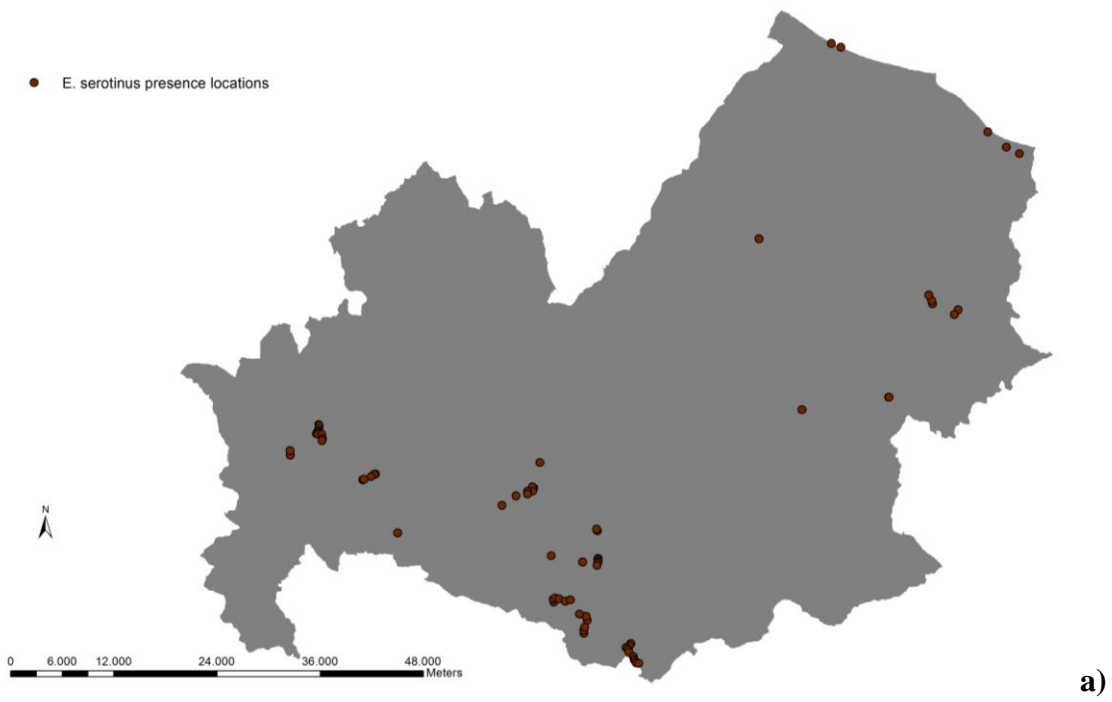 E. serotinus presence locations
N
0 6.000 12.000 24.000 36.000 48.000
Meters
a)